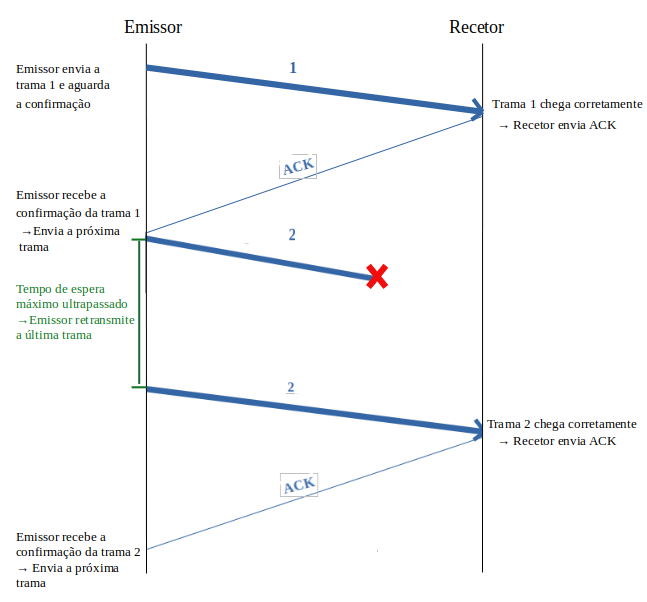 Emissor
Recetor
Emissor envia a
trama 1 e aguarda
a confirmação
1
Trama 1 chega corretamente
→ Recetor envia ACK
ACK
Emissor recebe a
confirmação da trama 1
→Envia a próxima
trama
2
Tempo de espera
máximo ultrapassado
→Emissor retransmite
a última trama
2
Trama 2 chega corretamente
→ Recetor envia ACK
ACK
Emissor recebe a
confirmação da trama 2
→ Envia a próxima
trama